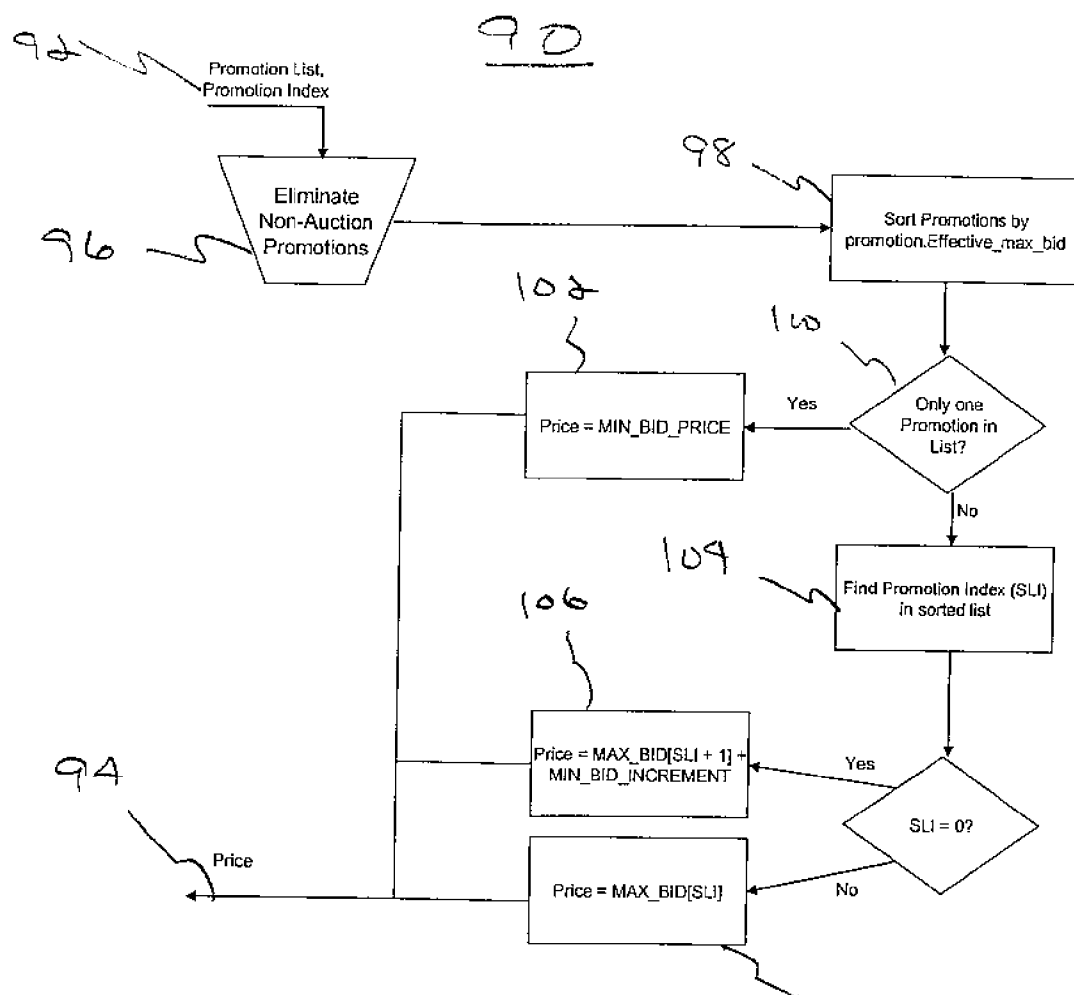 90
92
Promotion List,
Promotion Index
98
Eliminate
Non-Auction
Promotions
96
Sort Promotions by
promotion.Effective_max_bid
102
100
Price = MIN_BID_PRICE
Yes
Only one
Promotion in
List?
No
104
Find Promotion Index (SLI)
in sorted list
106
Price = MAX_BID[SLI + 1] +
MIN_BID_INCREMENT
Yes
SLI = 0?
94
Price
Price = MAX_BID[SLI]
No